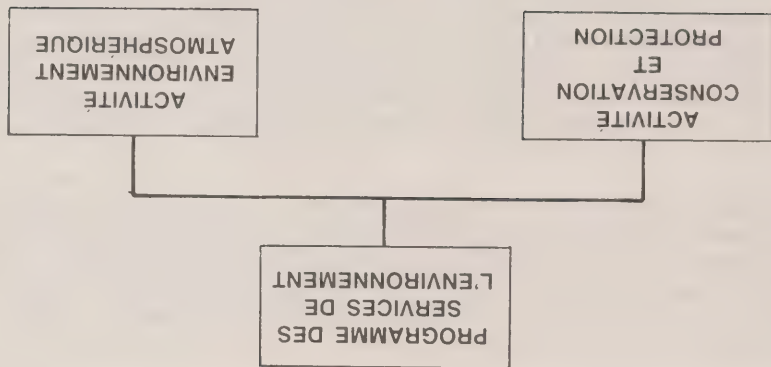 PROGRAMME DES
SERVICES DE
L'ENVIRONNEMENT
ACTIVITÉ
CONSERVATION
ET
PROTECTION
ACTIVITÉ
ENVIRONNEMENT
ATMOSPHÉRIQUE